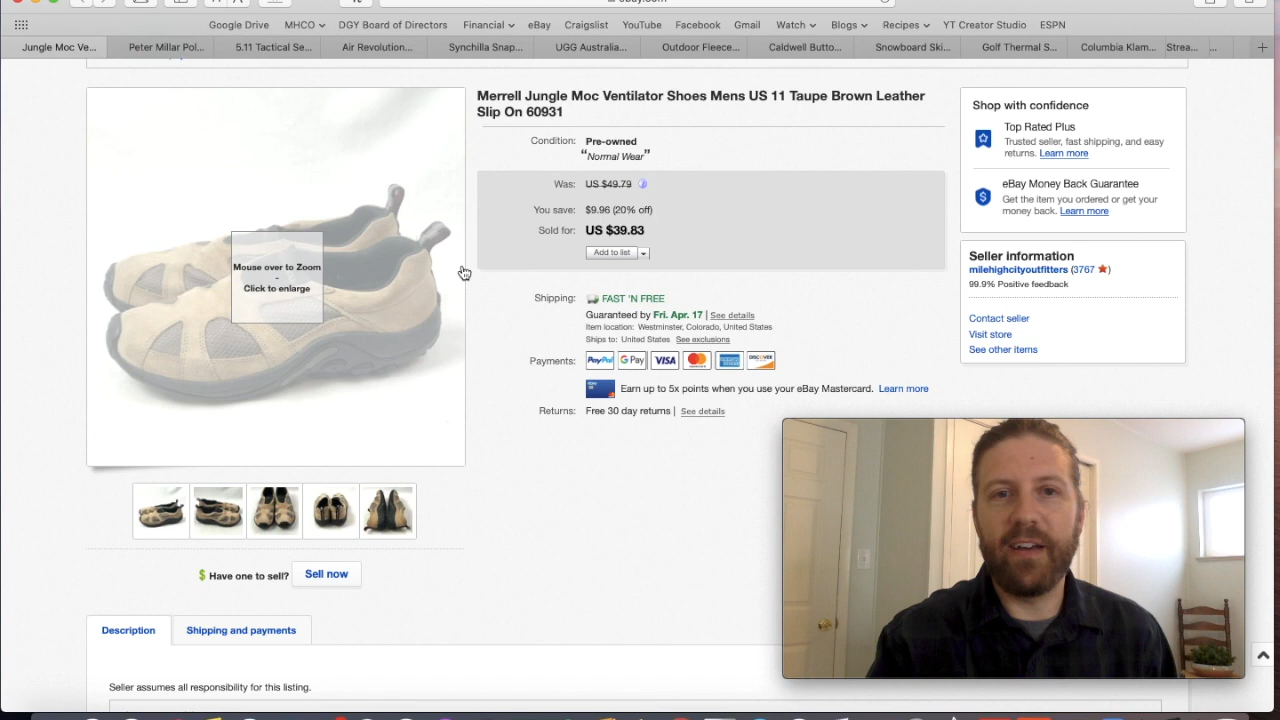 ebay.com
Google Drive MHCO DGY Board of Directors Financial eBay Craigslist YouTube Facebook Gmail Watch Blogs Recipes YT Creator Studio ESPN
Jungle Moc Ve... Peter Millar Pol... 5.11 Tactical Se... Air Revolution... Synchilla Snap... UGG Australia... Outdoor Fleece... Caldwell Butto... Snowboard Ski... Golf Thermal S... Columbia Klam... Strea... ...
Merrell Jungle Moc Ventilator Shoes Mens US 11 Taupe Brown Leather
Slip On 60931
Condition: Pre-owned
“Normal Wear”
Was: US $49.79
You save: $9.96 (20% off)
Sold for: US $39.83
Add to list
Mouse over to Zoom
-
Click to enlarge
Shipping: FAST 'N FREE
Guaranteed by Fri. Apr. 17 | See details
Item location: Westminster, Colorado, United States
Ships to: United States See exclusions
Payments: PayPal G Pay VISA MasterCard AMERICAN EXPRESS DISCOVER
Earn up to 5x points when you use your eBay Mastercard. Learn more
Returns: Free 30 day returns | See details
Shop with confidence
Top Rated Plus
Trusted seller, fast shipping, and easy
returns. Learn more
eBay Money Back Guarantee
Get the item you ordered or get your
money back. Learn more
Seller information
milehighcityoutfitters (3767 )
99.9% Positive feedback
Contact seller
Visit store
See other items
Have one to sell? Sell now
Description Shipping and payments
Seller assumes all responsibility for this listing.